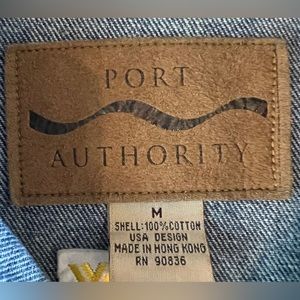 PORT
AUTHORITY
M
SHELL: 100% COTTON
USA DESIGN
MADE IN HONG KONG
RN 90836